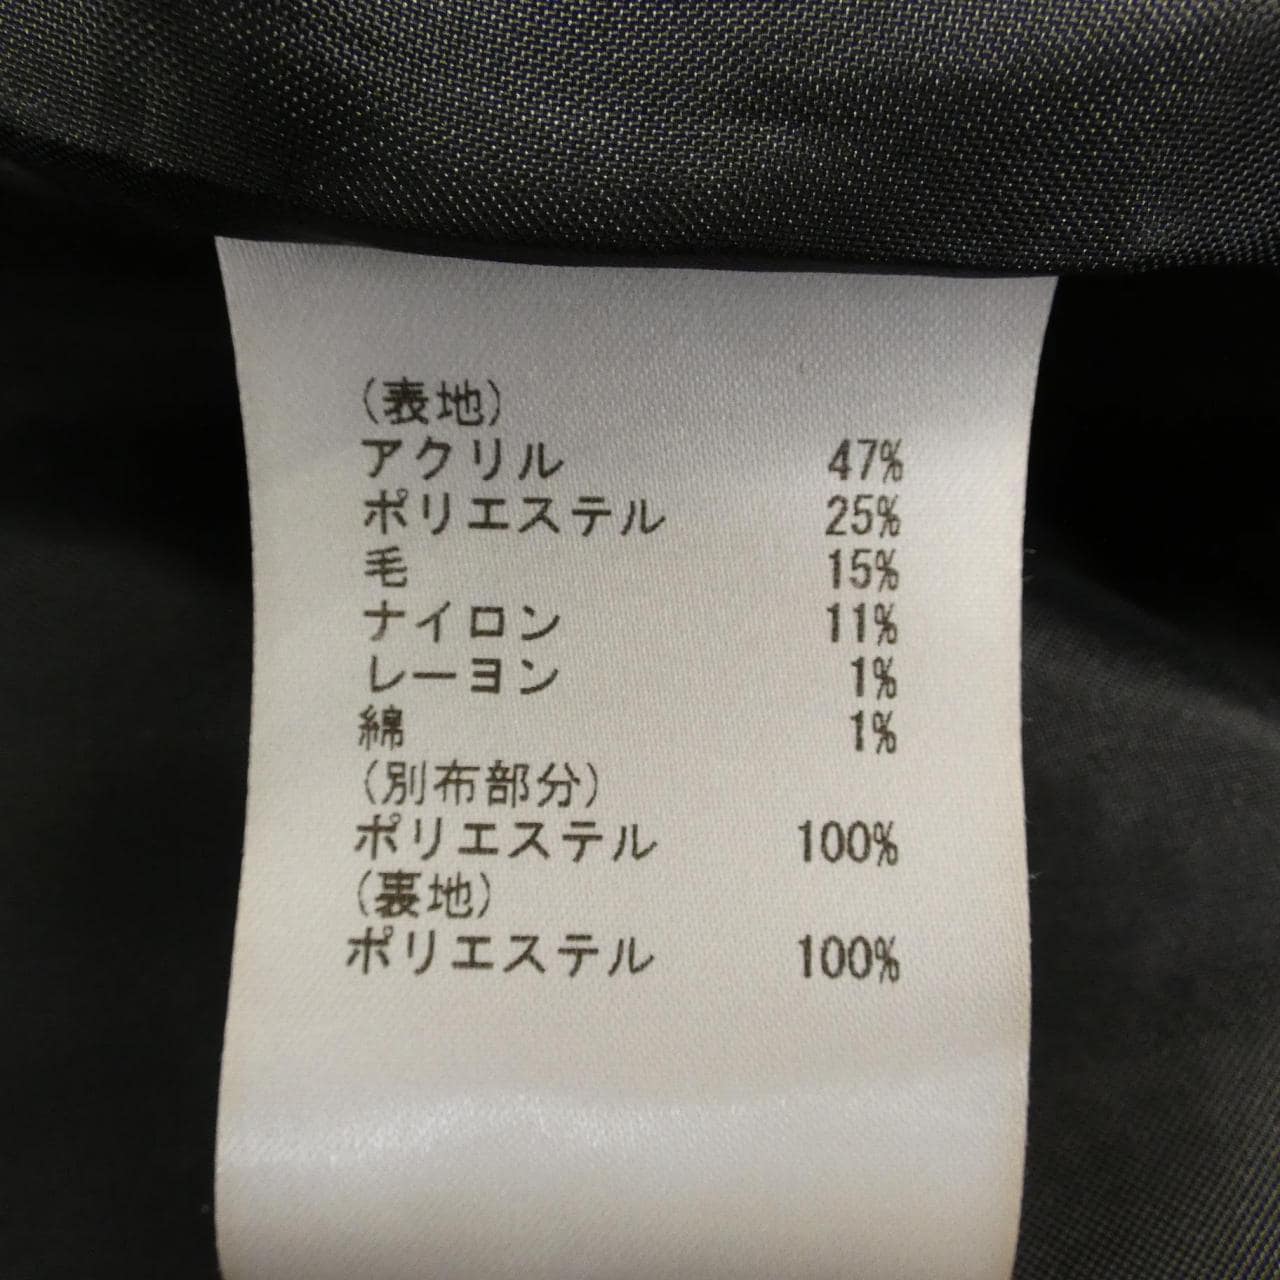 (表地)
アクリル 47%
ポリエステル 25%
毛 15%
ナイロン 11%
レーヨン 1%
綿 1%
(別布部分)
ポリエステル 100%
(裏地)
ポリエステル 100%